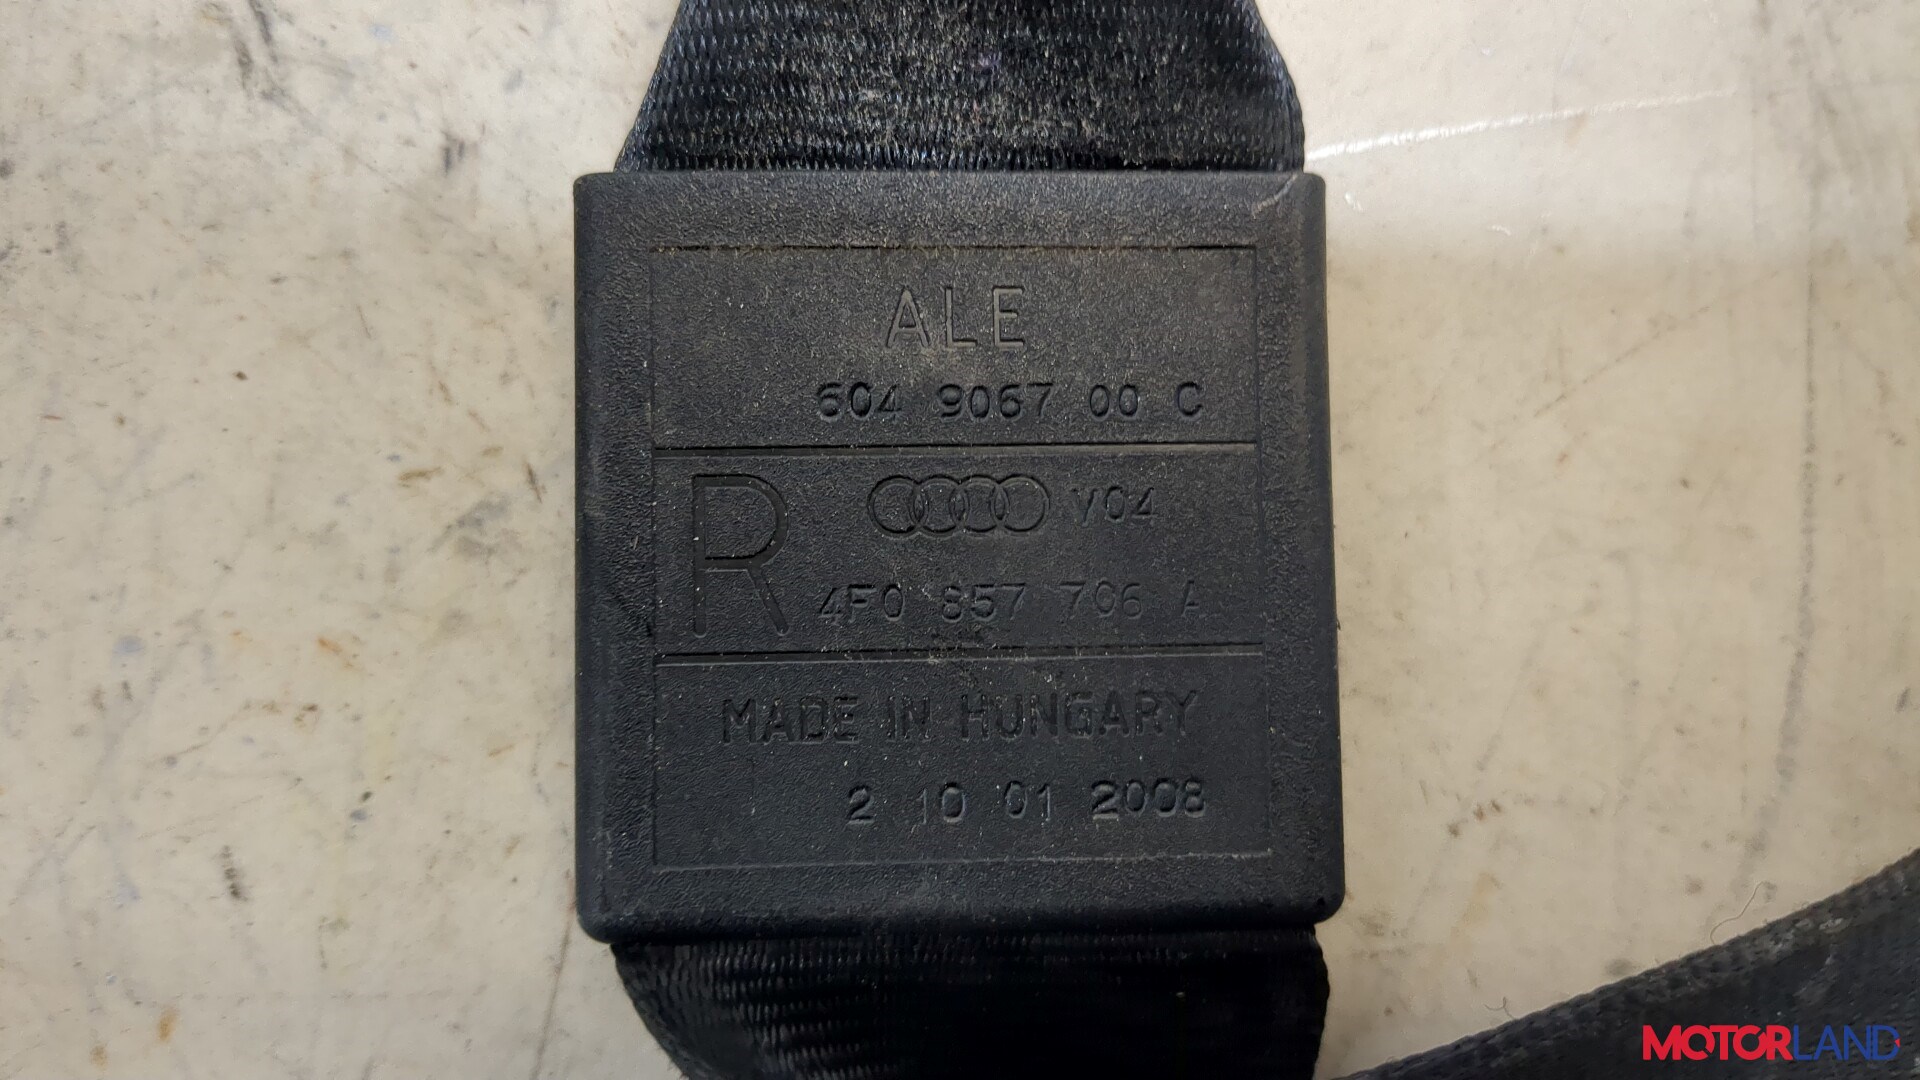 ALE
604 9067 00 C
R V04
4F0 857 706 A
MADE IN HUNGARY
2 10 01 2008
MOTORLAND